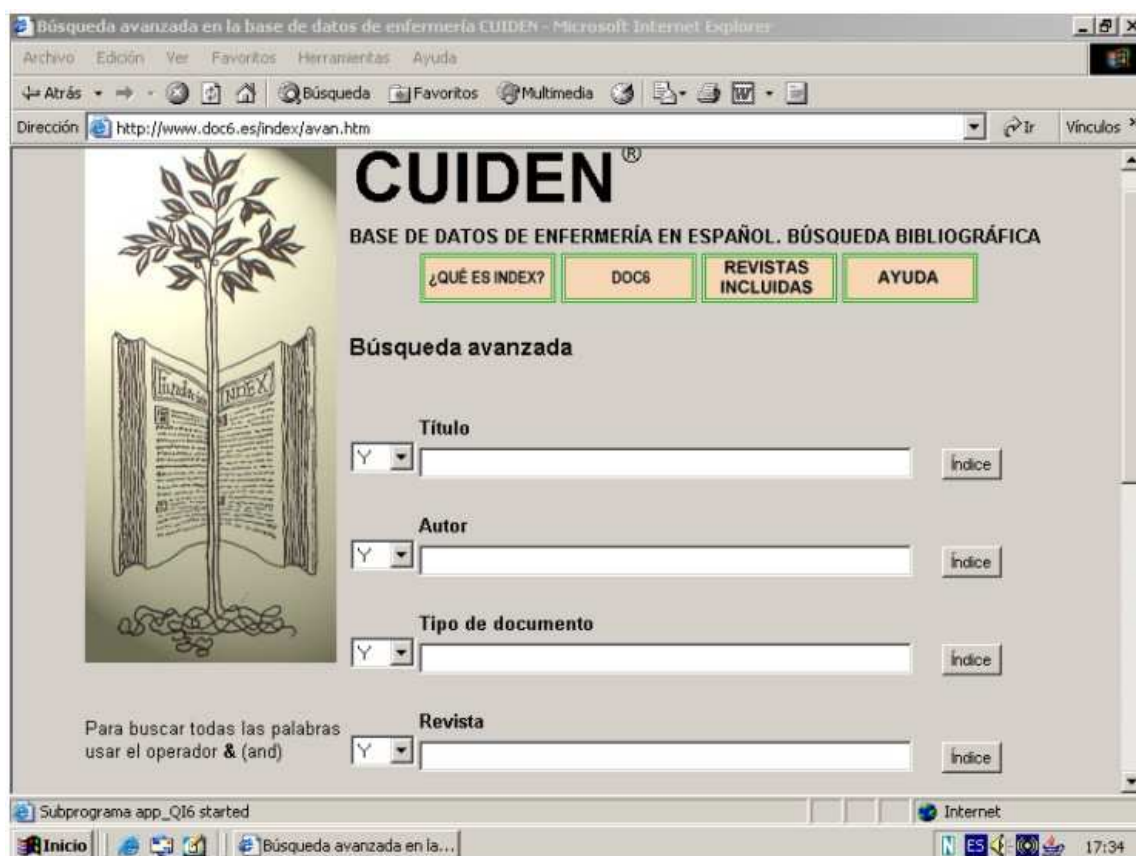 Búsqueda avanzada en la base de datos de enfermería CUIDEN - Microsoft Internet Explorer
Archivo Edición Ver Favoritos Herramientas Ayuda
Atrás Búsqueda Favoritos Multimedia
Dirección http://www.doc6.es/index/avan.htm Ir Vínculos »
CUIDEN®
BASE DE DATOS DE ENFERMERÍA EN ESPAÑOL. BÚSQUEDA BIBLIOGRÁFICA
¿QUÉ ES INDEX? DOC6 REVISTAS INCLUIDAS AYUDA
Búsqueda avanzada
Fundación INDEX
Título
Y Índice
Autor
Y Índice
Tipo de documento
Y Índice
Revista
Y Índice
Para buscar todas las palabras
usar el operador & (and)
Subprograma app_QI6 started Internet
Inicio Búsqueda avanzada en la... N ES 17:34